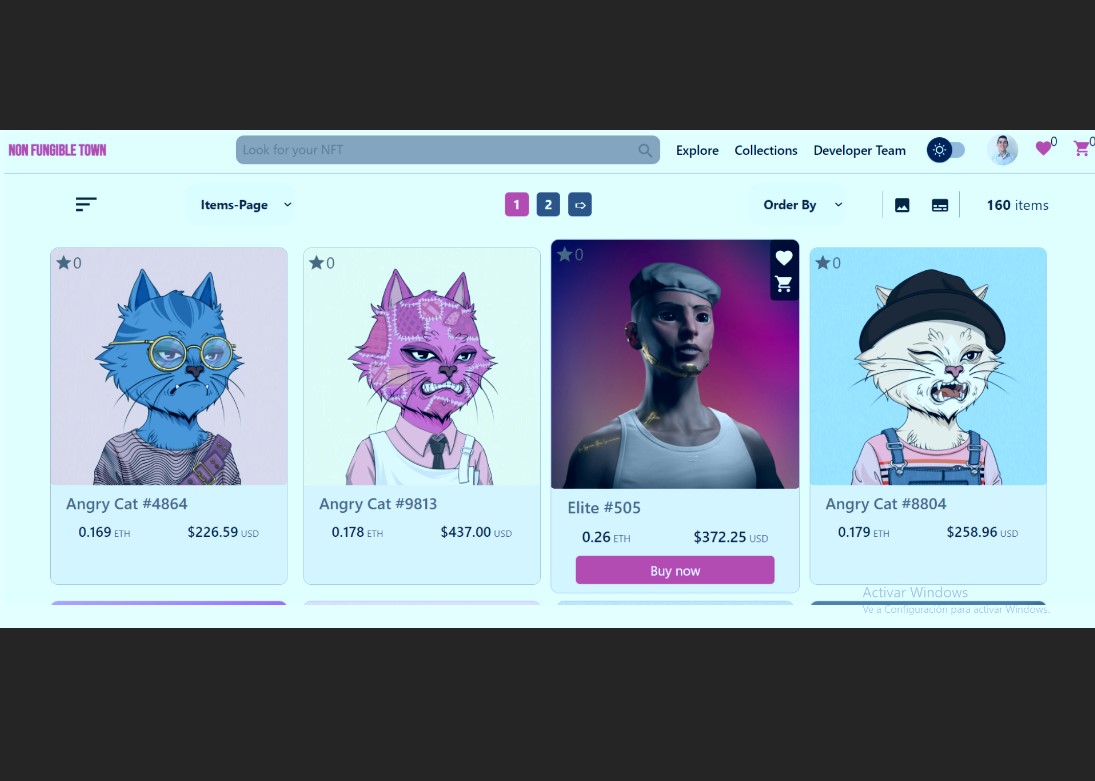 NON FUNGIBLE TOWN
Look for your NFT
Explore
Collections
Developer Team
0
0
Items-Page
1
2
Order By
160 items
0
0
0
0
Angry Cat #4864
0.169 ETH $226.59 USD
Angry Cat #9813
0.178 ETH $437.00 USD
Elite #505
0.26 ETH $372.25 USD
Buy now
Angry Cat #8804
0.179 ETH $258.96 USD
Activar Windows
Ve a Configuración para activar Windows.